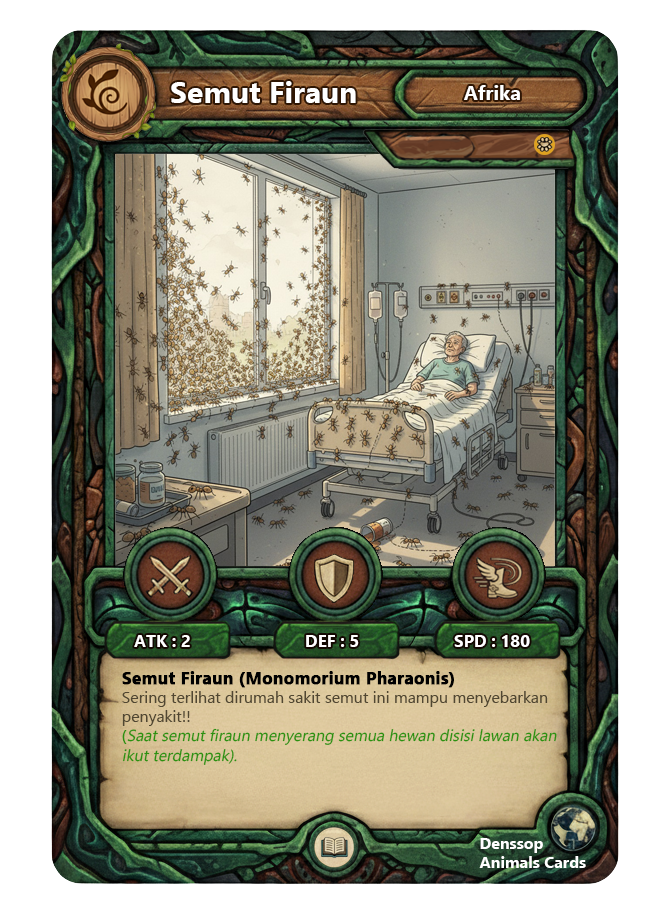 Semut Firaun
Afrika
ATK : 2
DEF : 5
SPD : 180
Semut Firaun (Monomorium Pharaonis)
Sering terlihat dirumah sakit semut ini mampu menyebarkan
penyakit!!
(Saat semut firaun menyerang semua hewan disisi lawan akan
ikut terdampak).
Denssop
Animals Cards